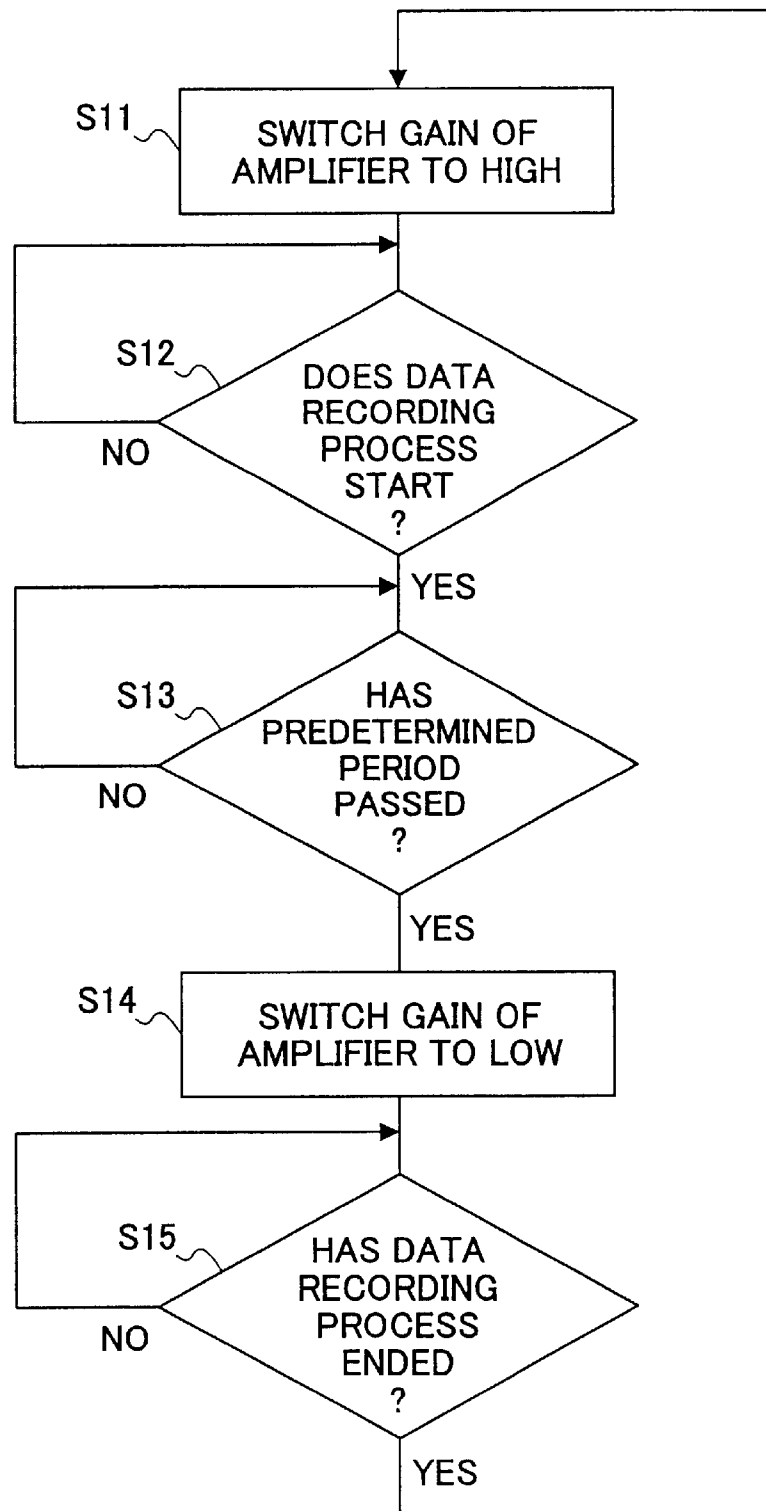 S11
SWITCH GAIN OF
AMPLIFIER TO HIGH
S12
DOES DATA
RECORDING
PROCESS
START
?
NO
YES
S13
HAS
PREDETERMINED
PERIOD
PASSED
?
NO
YES
S14
SWITCH GAIN OF
AMPLIFIER TO LOW
S15
HAS DATA
RECORDING
PROCESS
ENDED
?
NO
YES